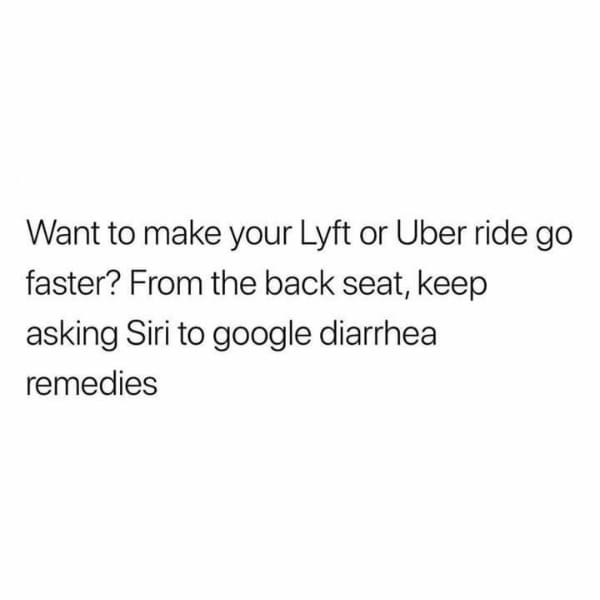 Want to make your Lyft or Uber ride go
faster? From the back seat, keep
asking Siri to google diarrhea
remedies